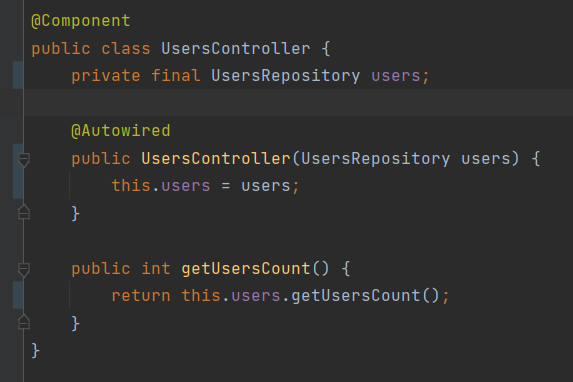 @Component
public class UsersController {
    private final UsersRepository users;

    @Autowired
    public UsersController(UsersRepository users) {
        this.users = users;
    }

    public int getUsersCount() {
        return this.users.getUsersCount();
    }
}